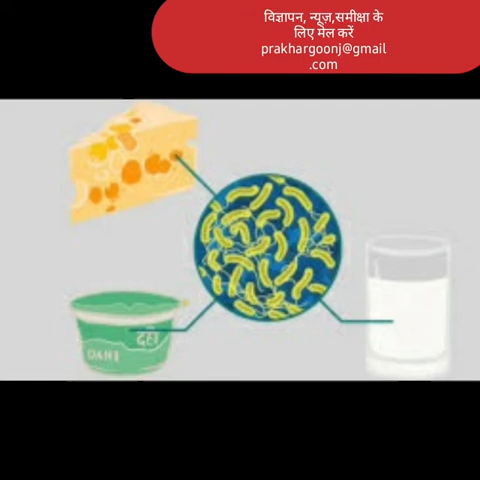 विज्ञापन, न्यूज़,समीक्षा के
लिए मेल करें
prakhargoonj@gmail
.com
DAHI